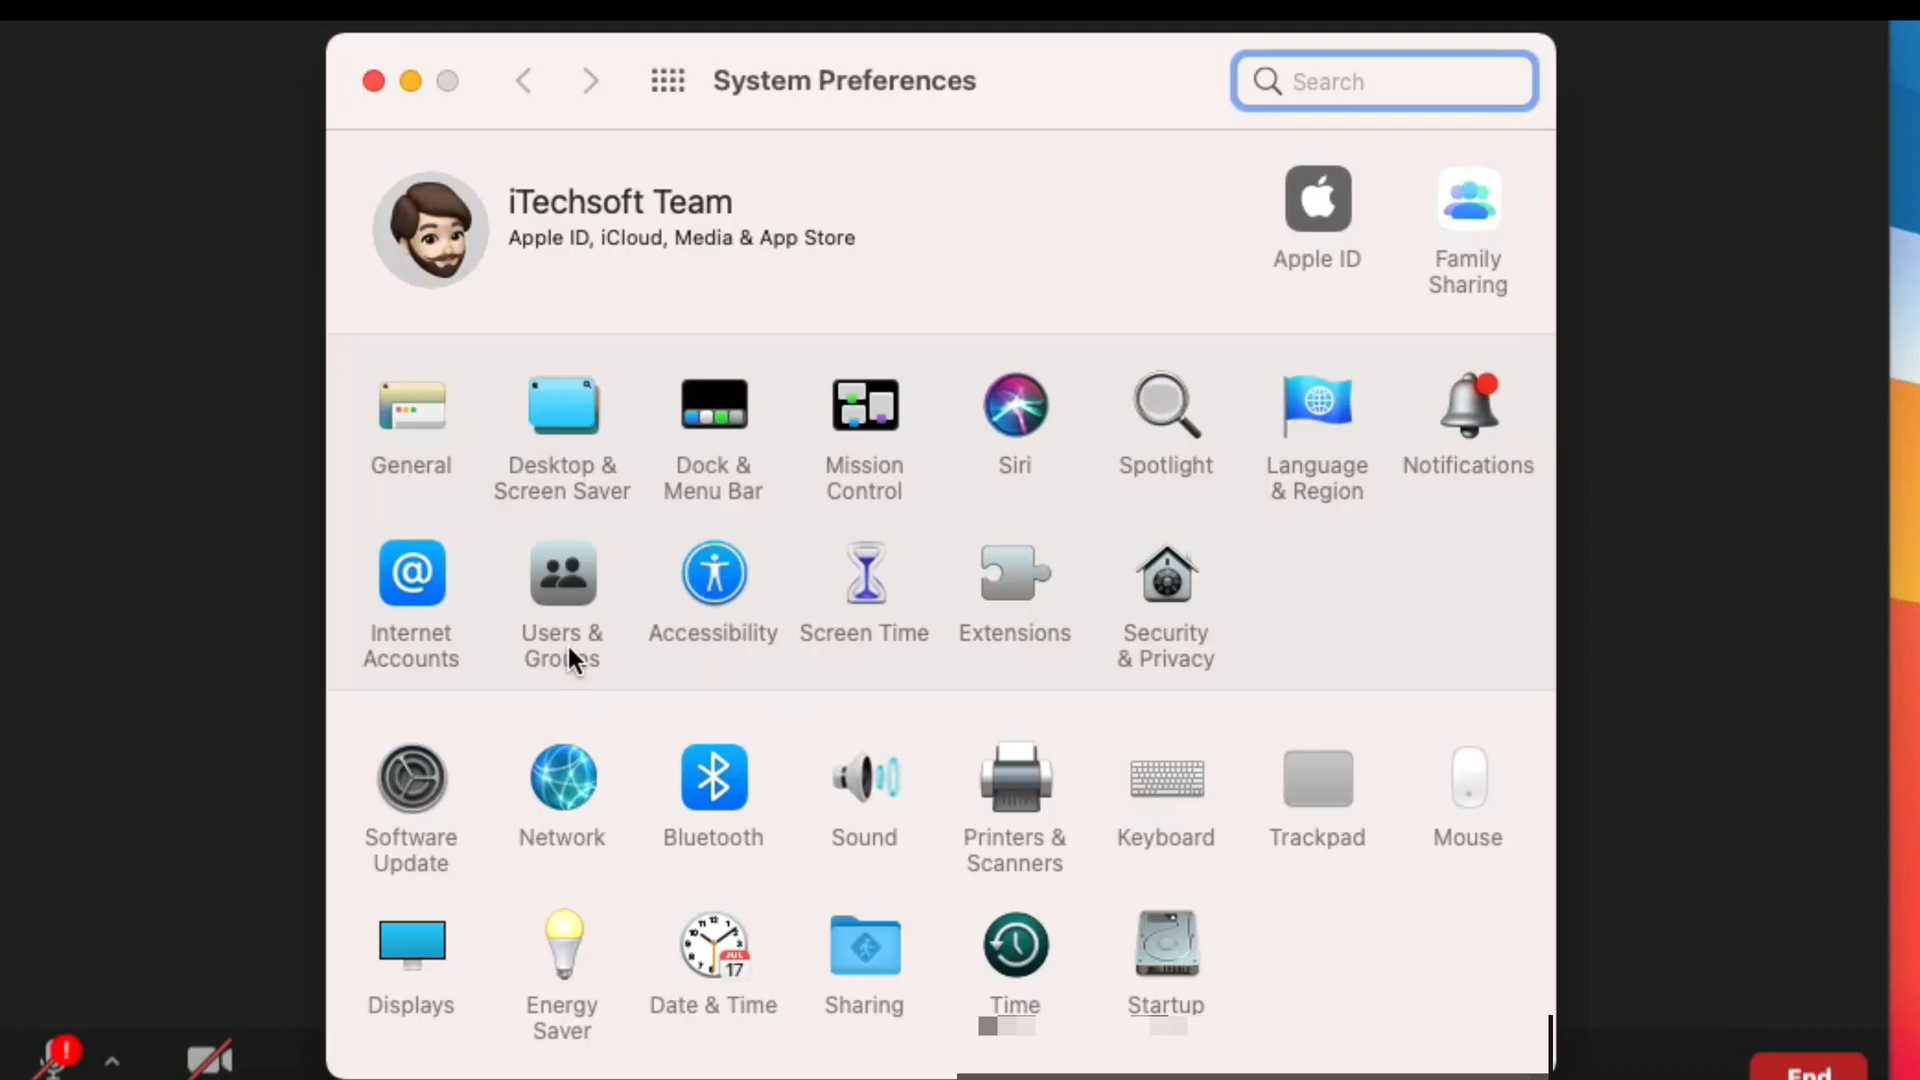 System Preferences
Search
iTechsoft Team
Apple ID, iCloud, Media & App Store
Apple ID
Family
Sharing
General
Desktop &
Screen Saver
Dock &
Menu Bar
Mission
Control
Siri
Spotlight
Language
& Region
Notifications
Internet
Accounts
Users &
Groups
Accessibility
Screen Time
Extensions
Security
& Privacy
Software
Update
Network
Bluetooth
Sound
Printers &
Scanners
Keyboard
Trackpad
Mouse
JUL
17
Displays
Energy
Saver
Date & Time
Sharing
Time
Startup
End